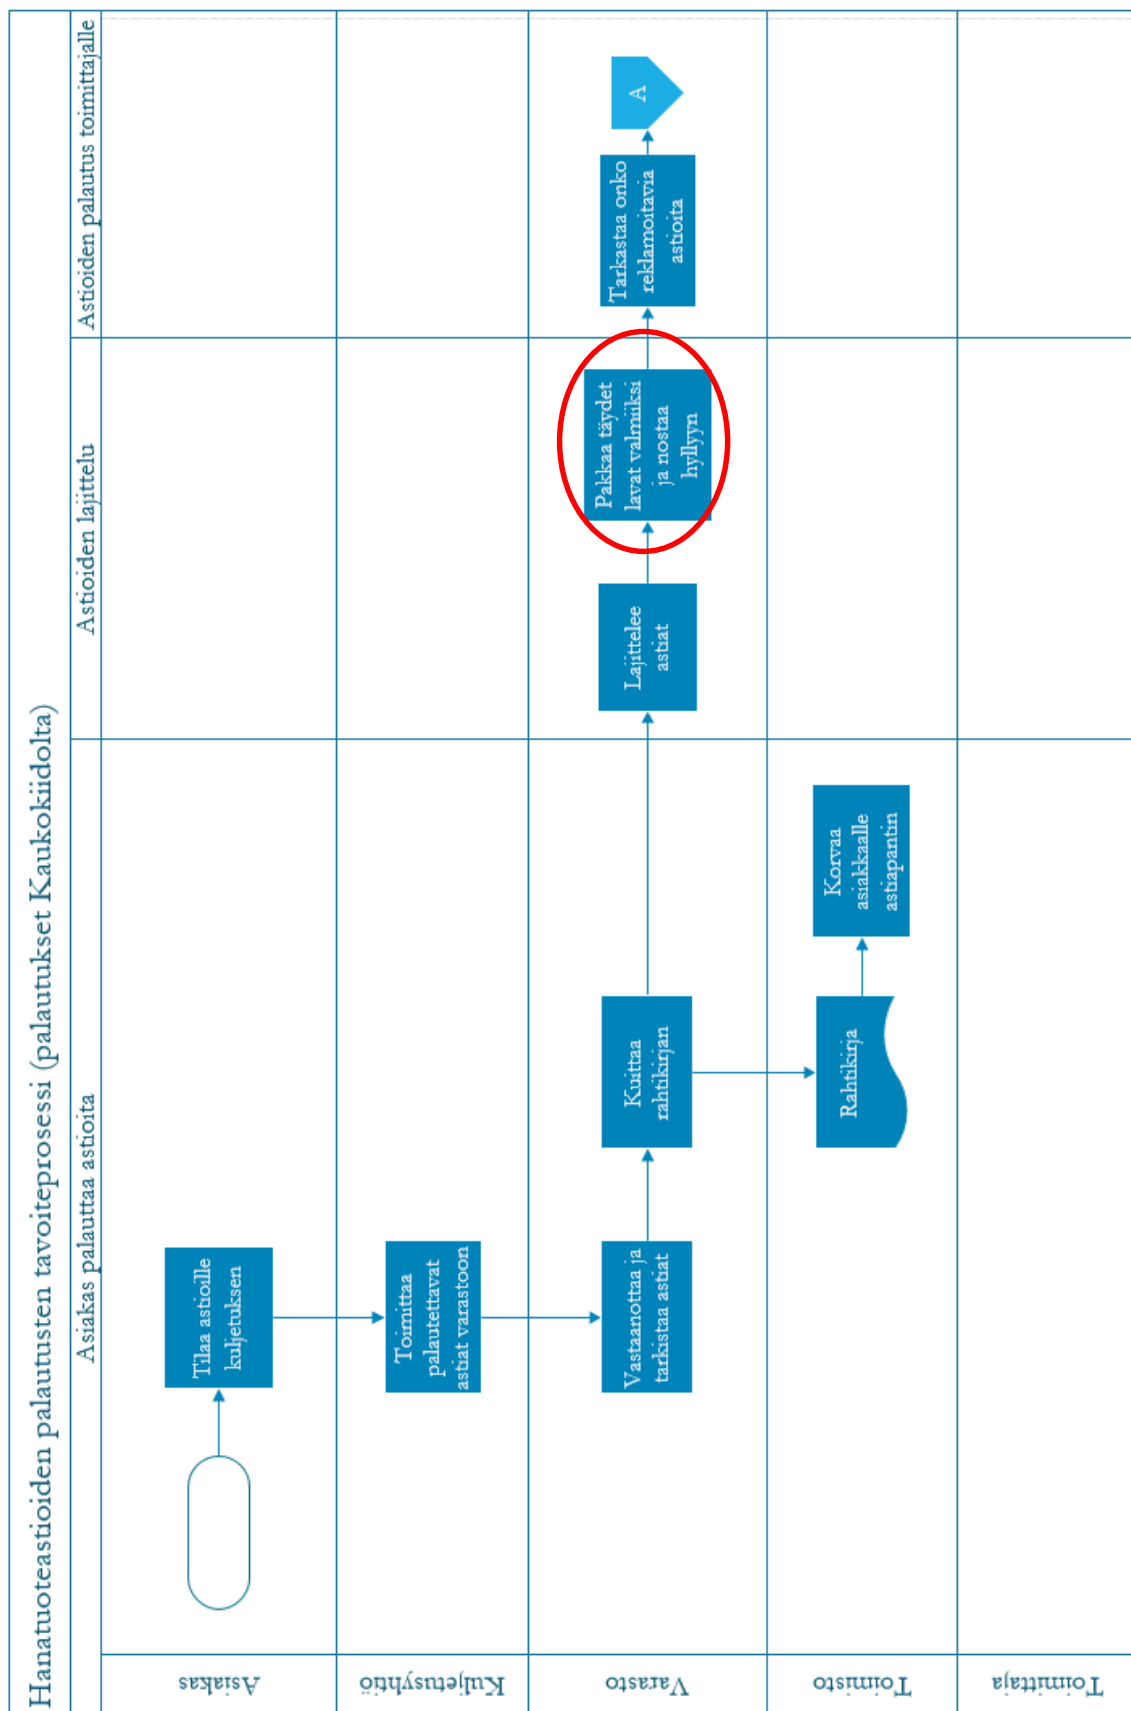 Hanatuoteastioiden palautusten tavoiteprosessi (palautukset Kaukokiidolta)
Asiakas palauttaa astioita
Astioiden lajittelu
Astioiden palautus toimittajalle
Asiakas
Tilaa astioille
kuljetuksen
Kuljetusyhtiö
Toimittaa
palautettavat
astiat varastoon
Varasto
Vastaanottaa ja
tarkistaa astiat
Kuittaa
rahtikirjan
Lajittelee
astiat
Pakkaa täydet
lavat valmiiksi
ja nostaa
hyllyyn
Tarkastaa onko
reklamoitavia
astioita
A
Toimisto
Rahtikirja
Korvaa
asiakkaalle
astiapantin
Toimittaja